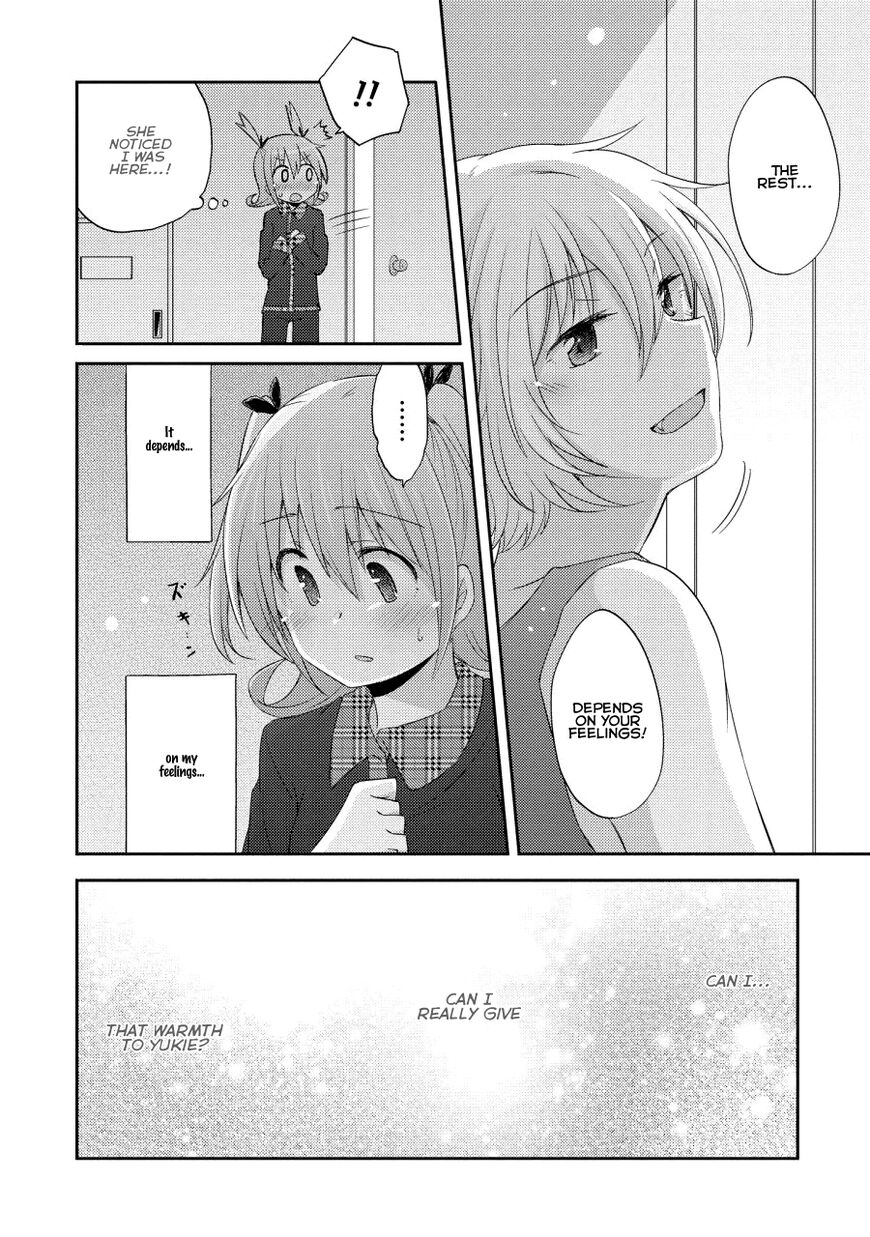 THE
REST...
DEPENDS
ON YOUR
FEELINGS!
!!
SHE
NOTICED
I WAS
HERE...!
......
It
depends...
ズキ…ン
on my
feelings...
CAN I...
CAN I
REALLY GIVE
THAT WARMTH
TO YUKIE?